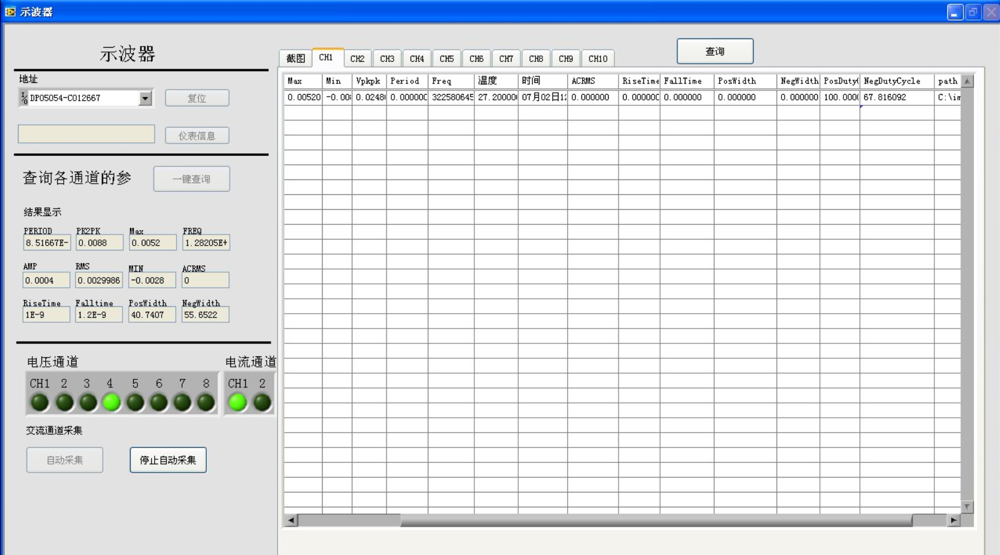 示波器
示波器
地址
DPO5054-C012667
复位
仪表信息
查询各通道的参
一键查询
结果显示
PERIOD PK2PK Max FREQ
8.51667E- 0.0088 0.0052 1.28205E+
AMP RMS MIN ACRMS
0.0004 0.0029986 -0.0028 0
RiseTime Falltime PosWidth NegWidth
1E-9 1.2E-9 40.7407 55.6522
电压通道 电流通道
CH1 2 3 4 5 6 7 8 CH1 2
交流通道采集
自动采集 停止自动采集
截图 CH1 CH2 CH3 CH4 CH5 CH6 CH7 CH8 CH9 CH10
查询
Max Min Vpkpk Period Freq 温度 时间 ACRMS RiseTime FallTime PosWidth NegWidth PosDuty NegDutyCycle path
0.00520 -0.00 0.0248 0.000000 322580645 27.20000 07月02日1 0.000000 0.000000 0.000000 0.000000 0.000000 100.000 67.816092 C:\im